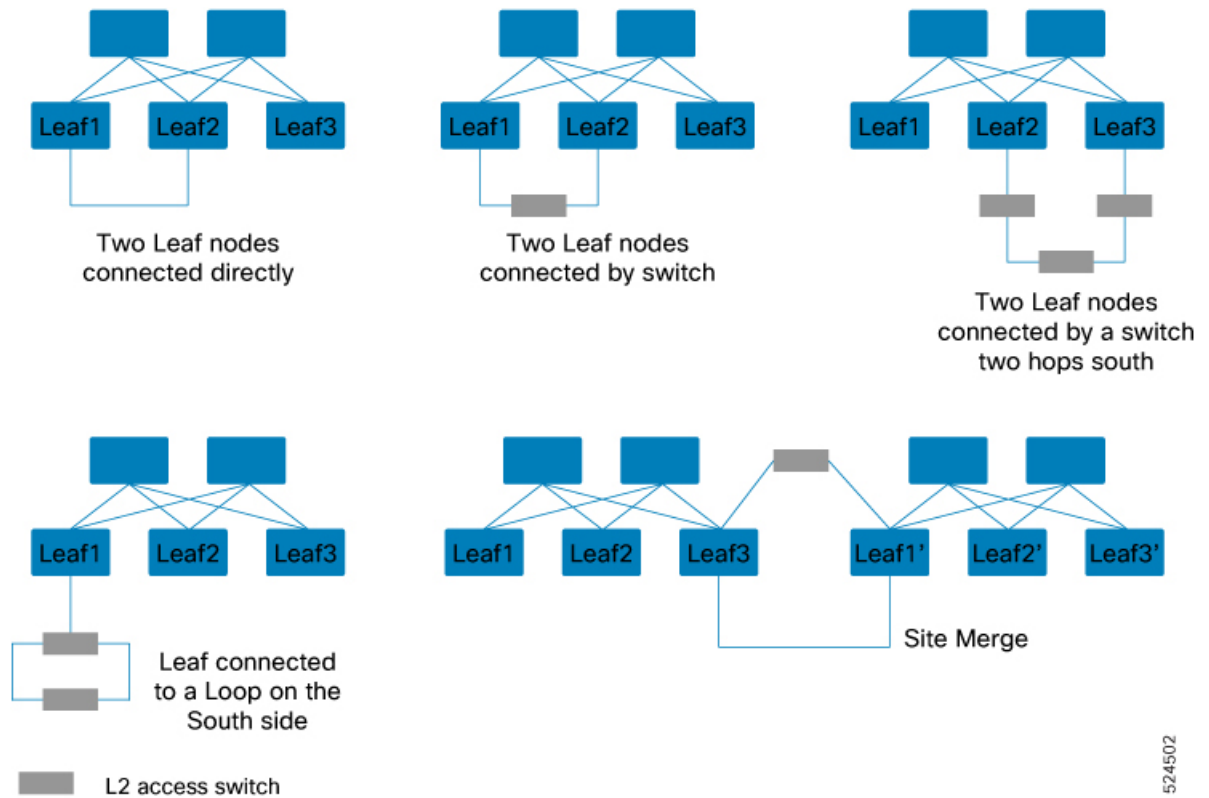 Leaf1 Leaf2 Leaf3
Two Leaf nodes
connected directly
Leaf1 Leaf2 Leaf3
Two Leaf nodes
connected by switch
Leaf1 Leaf2 Leaf3
Two Leaf nodes
connected by a switch
two hops south
Leaf1 Leaf2 Leaf3
Leaf connected
to a Loop on the
South side
Leaf1 Leaf2 Leaf3 Leaf1' Leaf2' Leaf3'
Site Merge
L2 access switch
524502